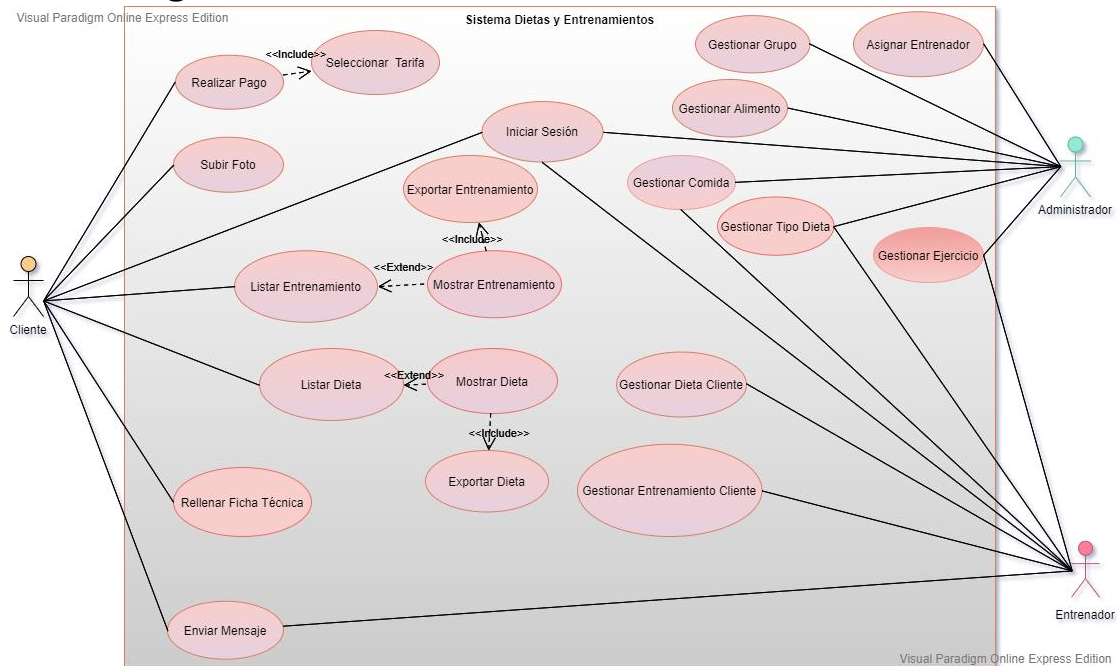 Visual Paradigm Online Express Edition
Sistema Dietas y Entrenamientos
<<Include>>
Realizar Pago
Seleccionar Tarifa
Gestionar Grupo
Asignar Entrenador
Gestionar Alimento
Iniciar Sesión
Subir Foto
Exportar Entrenamiento
Gestionar Comida
Administrador
Gestionar Tipo Dieta
<<Include>>
Gestionar Ejercicio
<<Extend>>
Listar Entrenamiento
Mostrar Entrenamiento
Cliente
<<Extend>>
Listar Dieta
Mostrar Dieta
Gestionar Dieta Cliente
<<Include>>
Exportar Dieta
Gestionar Entrenamiento Cliente
Rellenar Ficha Técnica
Entrenador
Enviar Mensaje
Visual Paradigm Online Express Edition